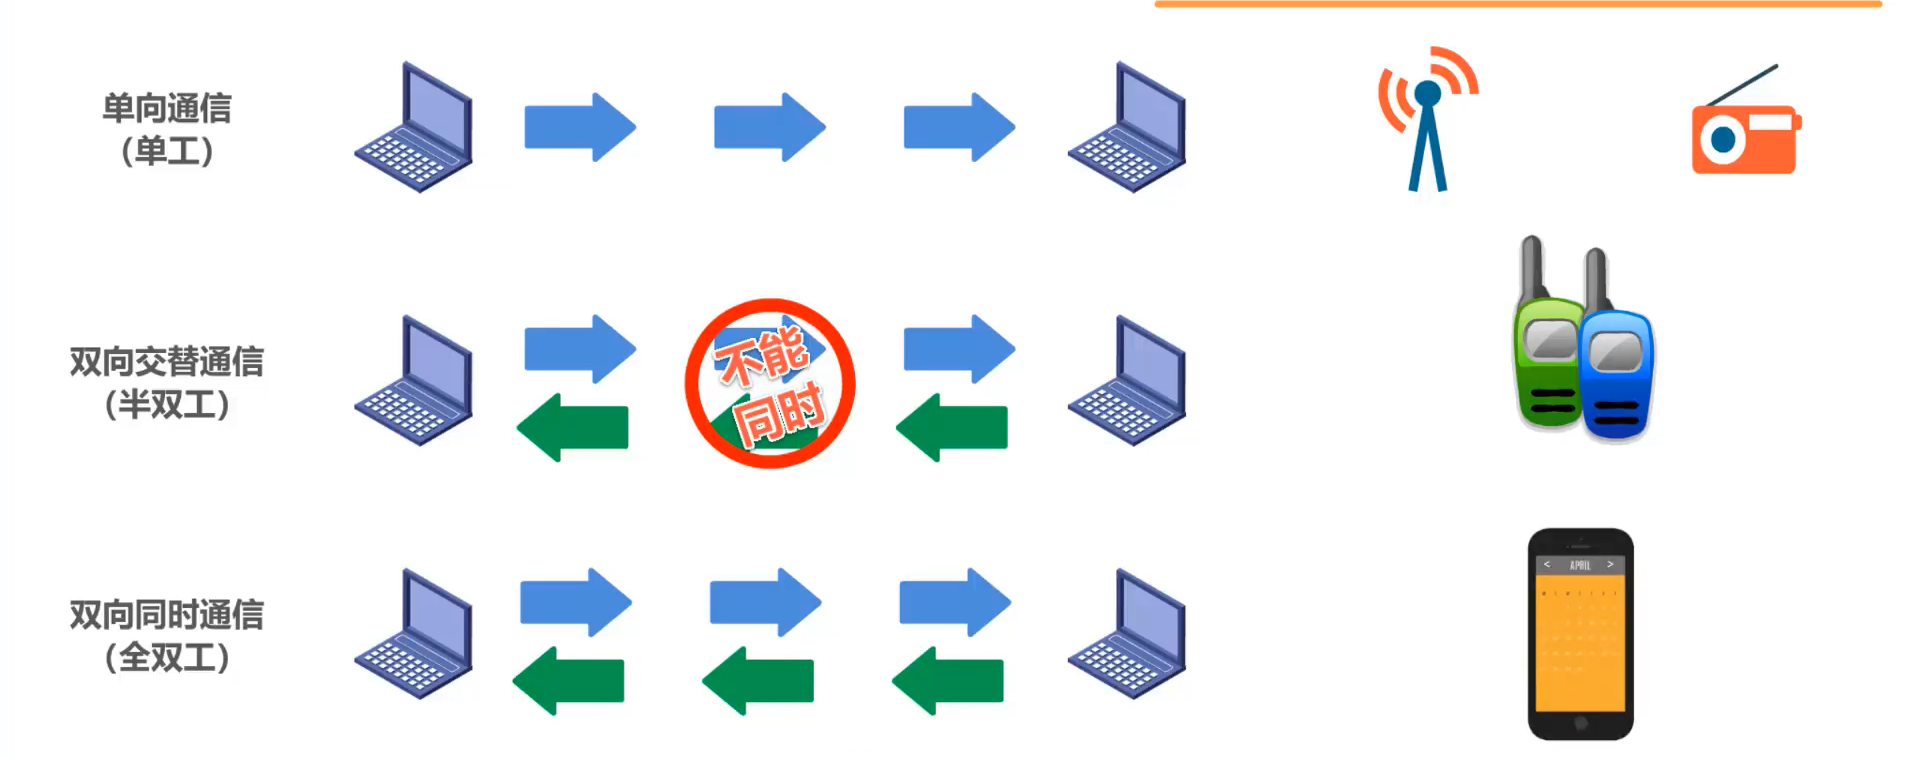 单向通信
（单工）
双向交替通信
（半双工）
不能
同时
双向同时通信
（全双工）
< APRIL >